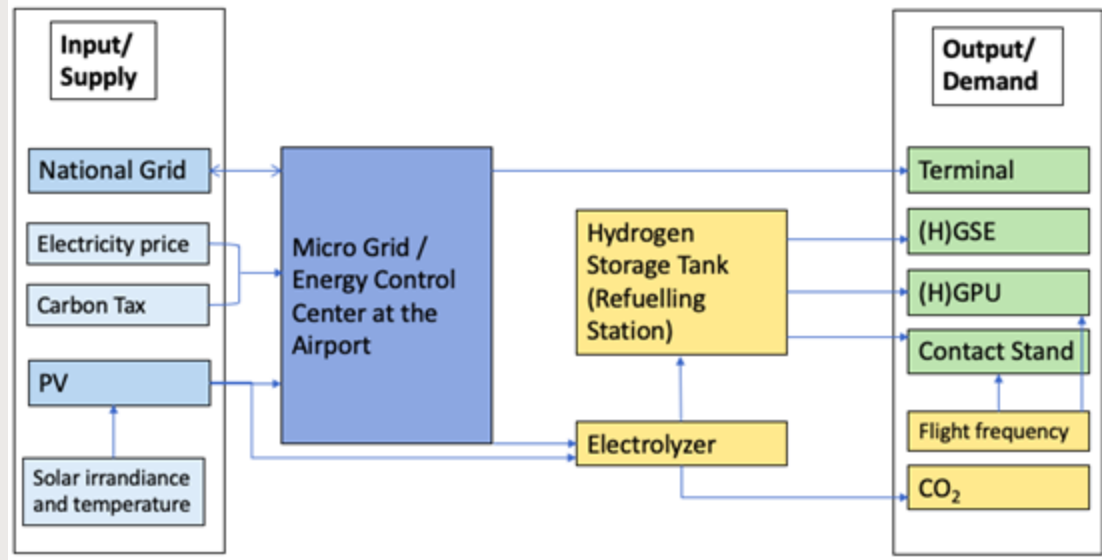 Input/
Supply
National Grid
Electricity price
Carbon Tax
PV
Solar irrandiance
and temperature
Micro Grid /
Energy Control
Center at the
Airport
Hydrogen
Storage Tank
(Refuelling
Station)
Electrolyzer
Output/
Demand
Terminal
(H)GSE
(H)GPU
Contact Stand
Flight frequency
CO₂